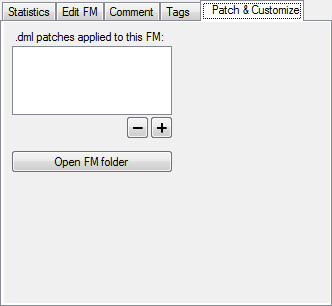 Statistics Edit FM Comment Tags Patch & Customize
.dml patches applied to this FM:
− +
Open FM folder